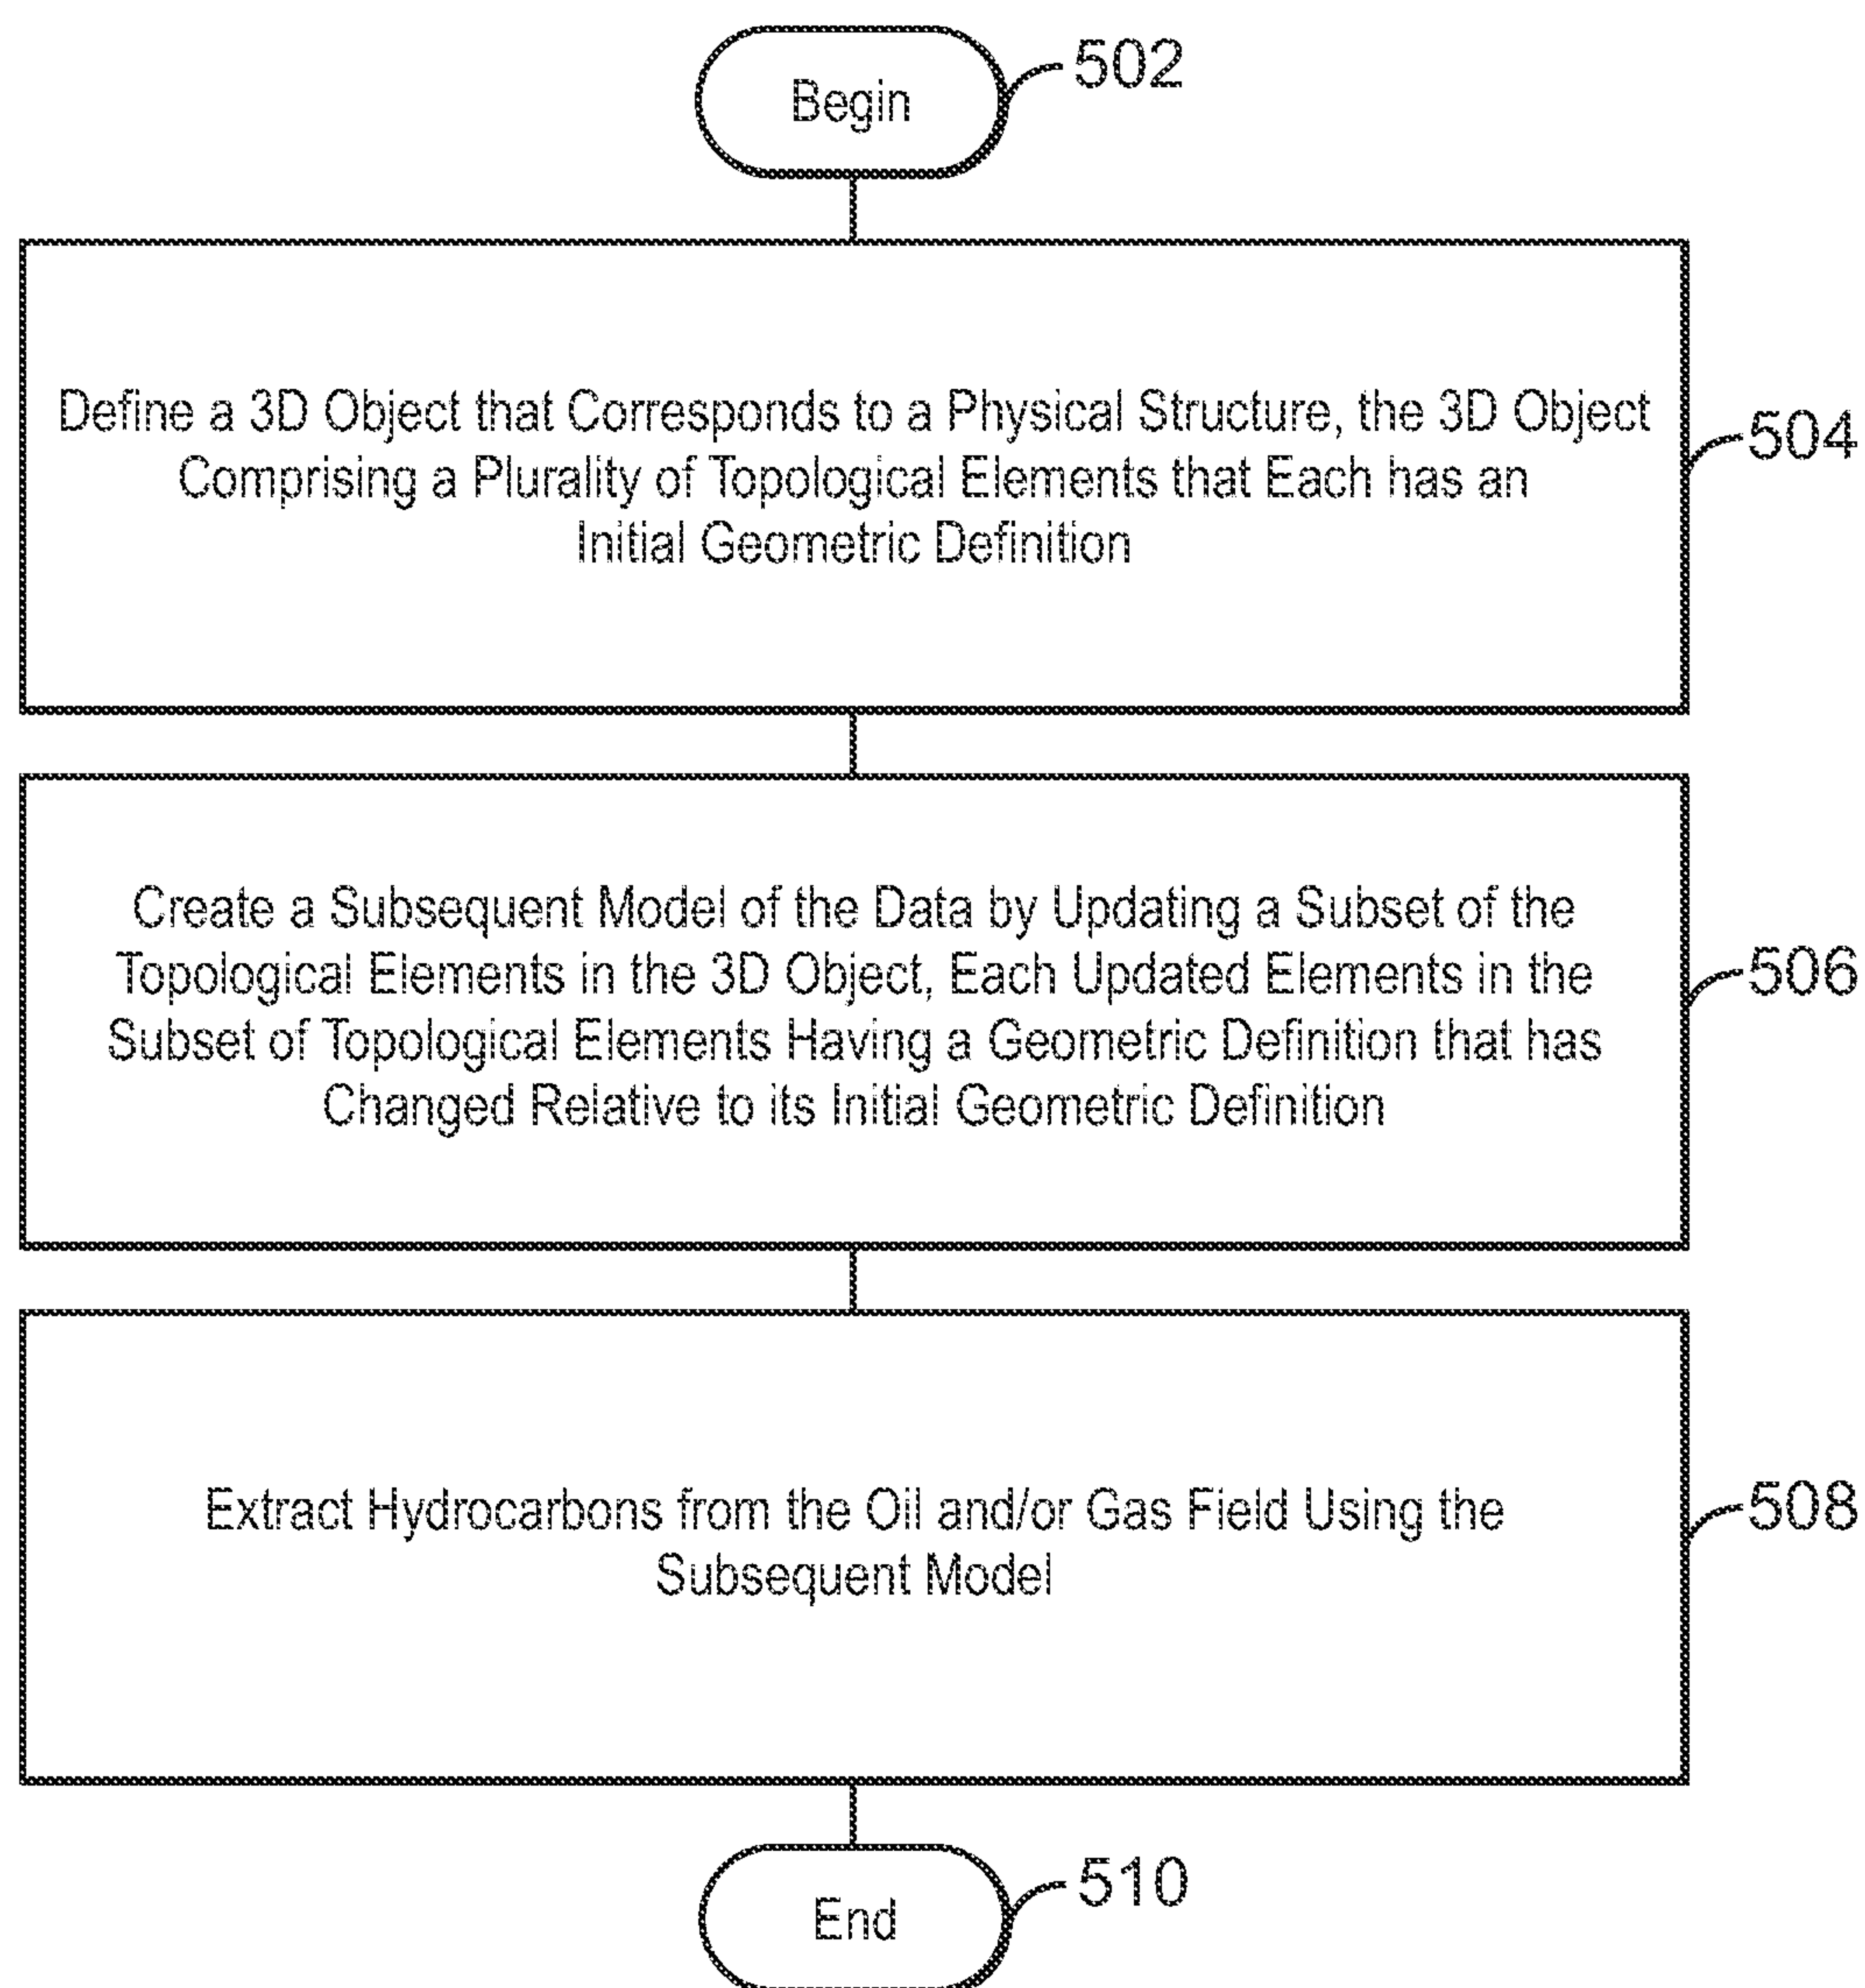 Begin
502
Define a 3D Object that Corresponds to a Physical Structure, the 3D Object
Comprising a Plurality of Topological Elements that Each has an
Initial Geometric Definition
504
Create a Subsequent Model of the Data by Updating a Subset of the
Topological Elements in the 3D Object, Each Updated Elements in the
Subset of Topological Elements Having a Geometric Definition that has
Changed Relative to its Initial Geometric Definition
506
Extract Hydrocarbons from the Oil and/or Gas Field Using the
Subsequent Model
508
End
510